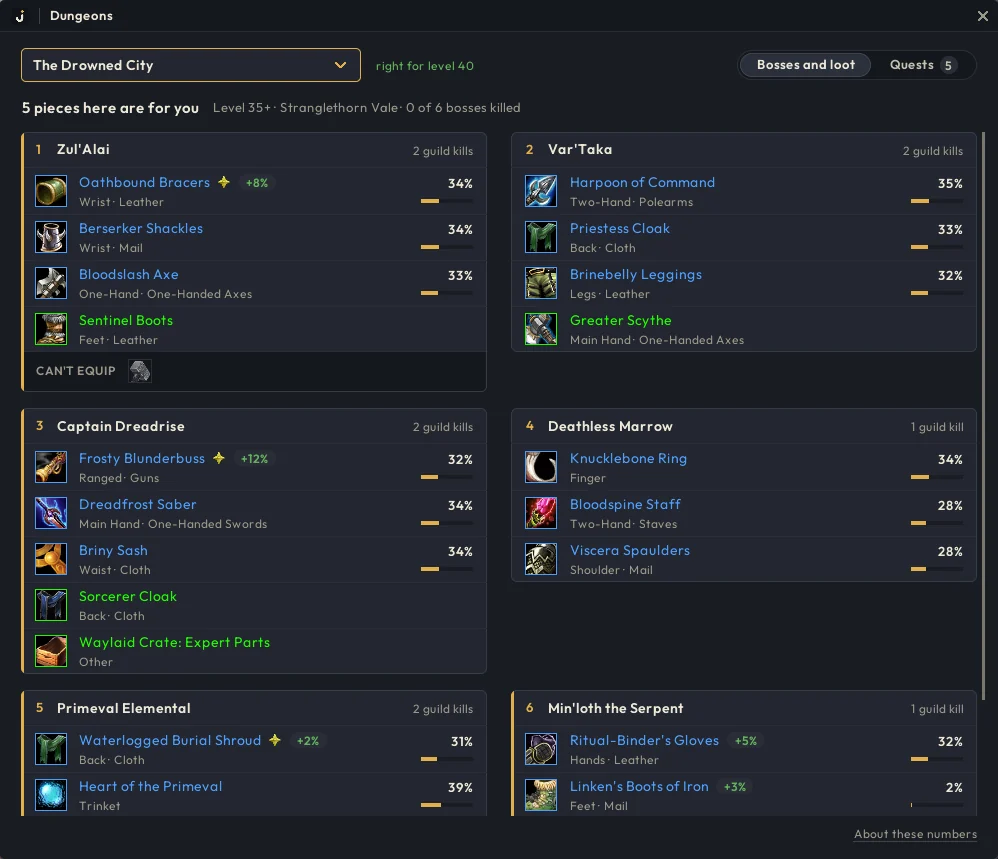 Dungeons
The Drowned City
right for level 40
Bosses and loot
Quests 5
5 pieces here are for you
Level 35+ · Stranglethorn Vale · 0 of 6 bosses killed
1 Zul'Alai 2 guild kills
Oathbound Bracers +8% 34%
Wrist · Leather
Berserker Shackles 34%
Wrist · Mail
Bloodslash Axe 33%
One-Hand · One-Handed Axes
Sentinel Boots
Feet · Leather
CAN'T EQUIP
2 Var'Taka 2 guild kills
Harpoon of Command 35%
Two-Hand · Polearms
Priestess Cloak 33%
Back · Cloth
Brinebelly Leggings 32%
Legs · Leather
Greater Scythe
Main Hand · One-Handed Axes
3 Captain Dreadrise 2 guild kills
Frosty Blunderbuss +12% 32%
Ranged · Guns
Dreadfrost Saber 34%
Main Hand · One-Handed Swords
Briny Sash 34%
Waist · Cloth
Sorcerer Cloak
Back · Cloth
Waylaid Crate: Expert Parts
Other
4 Deathless Marrow 1 guild kill
Knucklebone Ring 34%
Finger
Bloodspine Staff 28%
Two-Hand · Staves
Viscera Spaulders 28%
Shoulder · Mail
5 Primeval Elemental 2 guild kills
Waterlogged Burial Shroud +2% 31%
Back · Cloth
Heart of the Primeval 39%
Trinket
6 Min'loth the Serpent 1 guild kill
Ritual-Binder's Gloves +5% 32%
Hands · Leather
Linken's Boots of Iron +3% 2%
Feet · Mail
About these numbers